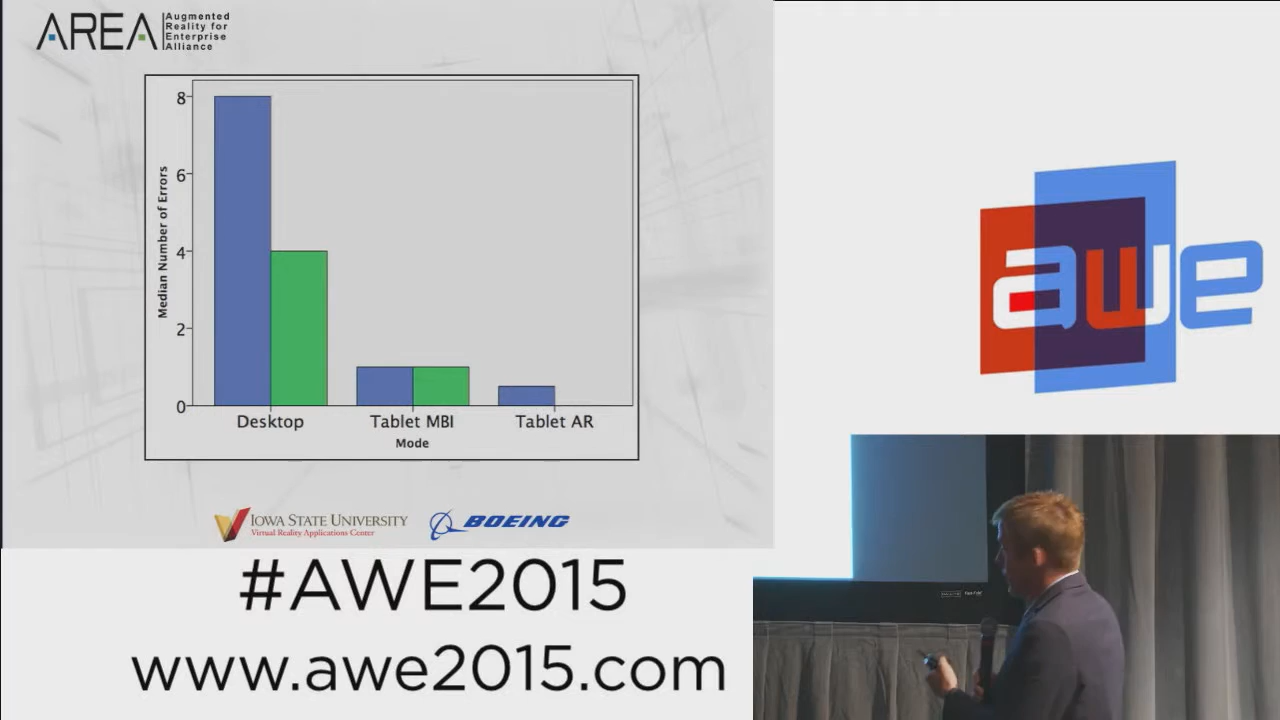 AREA
Augmented
Reality for
Enterprise
Alliance
8
6
4
2
0
Median Number of Errors
Desktop
Tablet MBI
Tablet AR
Mode
IOWA STATE UNIVERSITY
Virtual Reality Applications Center
BOEING
#AWE2015
www.awe2015.com
awe